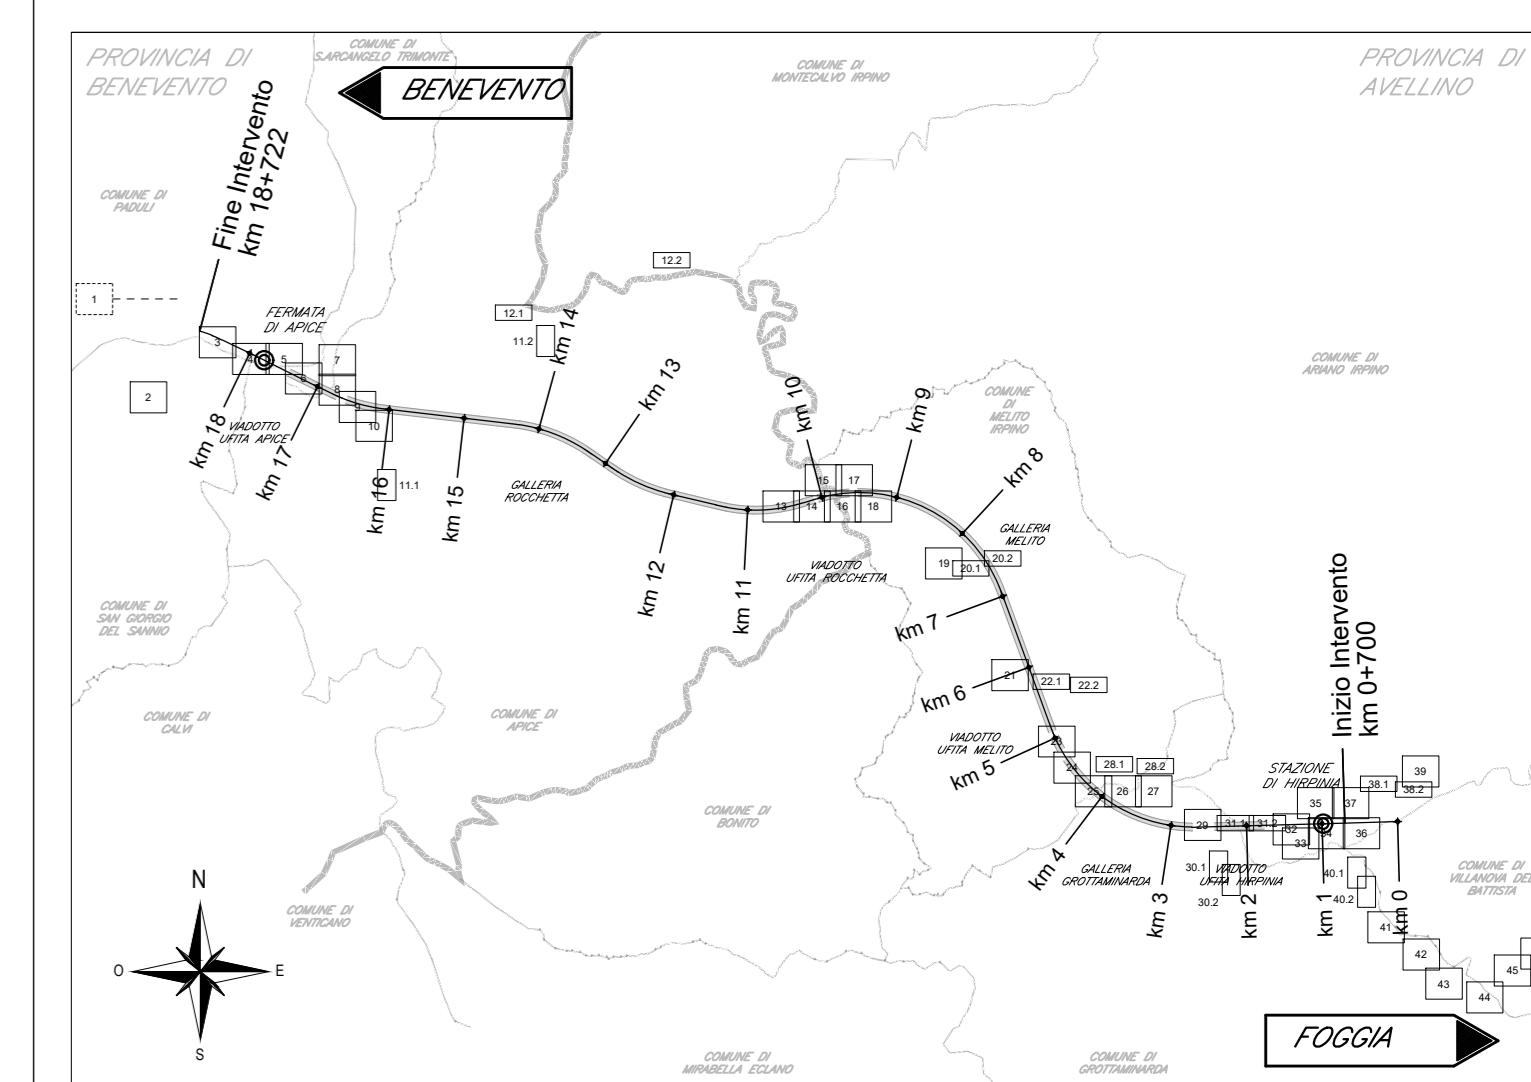 PROVINCIA DI
BENEVENTO
COMUNE DI
S.ARCANGELO TRIMONTE
BENEVENTO
COMUNE DI
MONTECALVO IRPINO
PROVINCIA DI
AVELLINO
Fine Intervento
km 18+722
COMUNE DI
PADULI
1
2
FERMATA
DI APICE
3
4
5
6
7
8
9
10
VIADOTTO
UFITA APICE
km 18
km 17
km 16
11.1
km 15
12.1
11.2
12.2
km 14
km 13
GALLERIA
ROCCHETTA
km 12
km 11
km 10
13
14
15
16
17
18
km 9
COMUNE
DI
MELITO
IRPINO
COMUNE DI
ARIANO IRPINO
km 8
GALLERIA
MELITO
VIADOTTO
UFITA ROCCHETTA
19
20.1
20.2
km 7
COMUNE DI
SAN GIORGIO
DEL SANNIO
COMUNE DI
CALVI
COMUNE DI
APICE
21
22.1
22.2
km 6
VIADOTTO
UFITA MELITO
23
24
25
26
27
28.1
28.2
km 5
Inizio Intervento
km 0+700
STAZIONE
DI HIRPINIA
COMUNE DI
BONITO
29
31.1
31.2
32
33
34
35
36
37
38.1
38.2
39
km 4
GALLERIA
GROTTAMINARDA
30.1
30.2
VIADOTTO
UFITA HIRPINIA
km 3
km 2
km 1
km 0
40.1
40.2
41
42
43
44
45
COMUNE DI
VILLANOVA DEL
BATTISTA
COMUNE DI
VENTICANO
N
O
E
S
FOGGIA
COMUNE DI
MIRABELLA ECLANO
COMUNE DI
GROTTAMINARDA